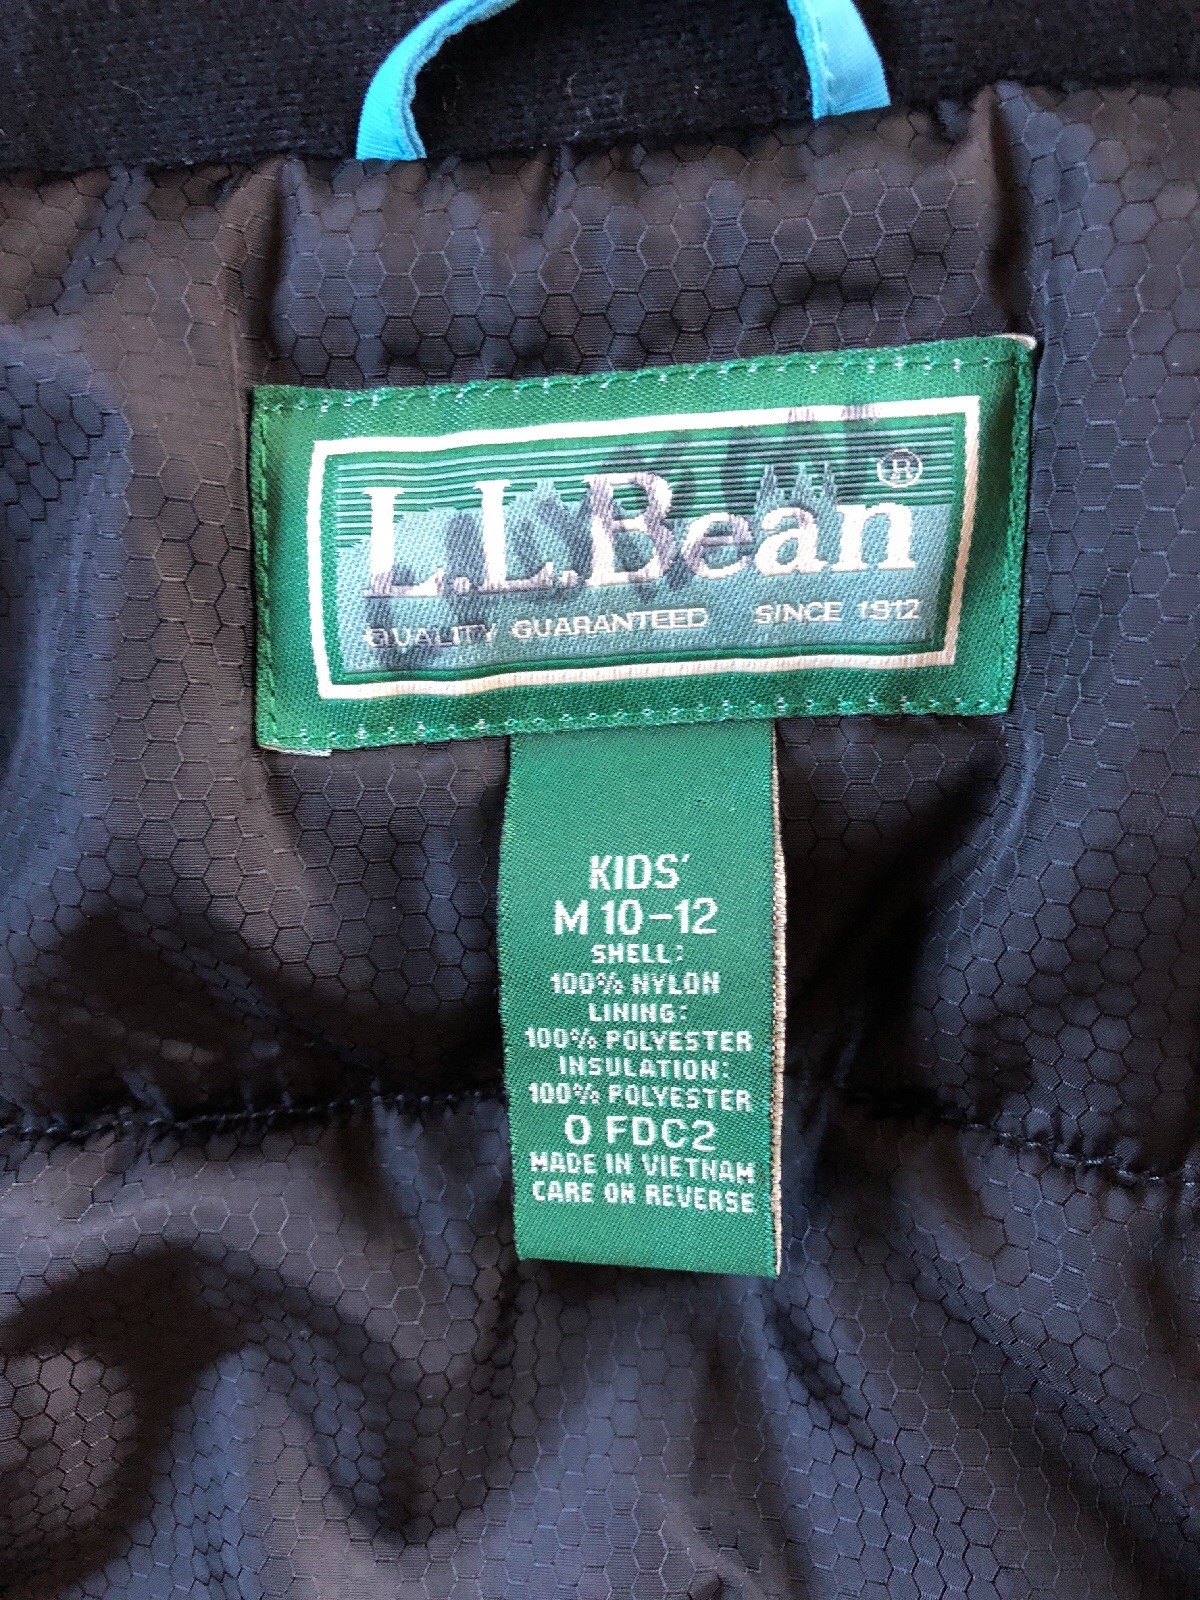 L.L.Bean®
QUALITY GUARANTEED SINCE 1912
KIDS'
M 10-12
SHELL:
100% NYLON
LINING:
100% POLYESTER
INSULATION:
100% POLYESTER
0 FDC2
MADE IN VIETNAM
CARE ON REVERSE